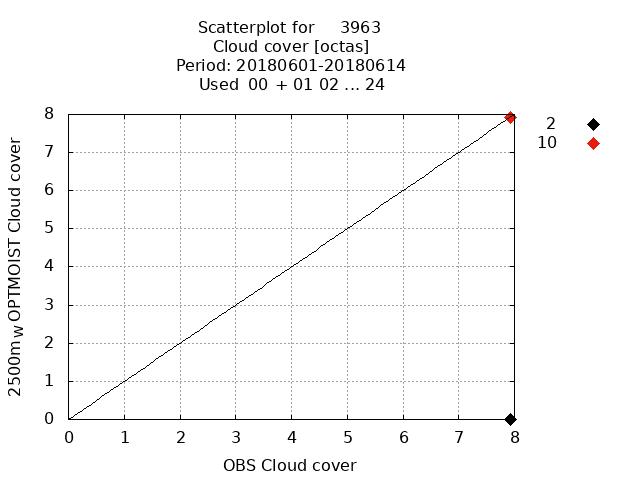 Scatterplot for 3963
Cloud cover [octas]
Period: 20180601-20180614
Used 00 + 01 02 ... 24
8
7
6
5
4
3
2
1
0
2500m_W OPTMOIST Cloud cover
0 1 2 3 4 5 6 7 8
OBS Cloud cover
2
10